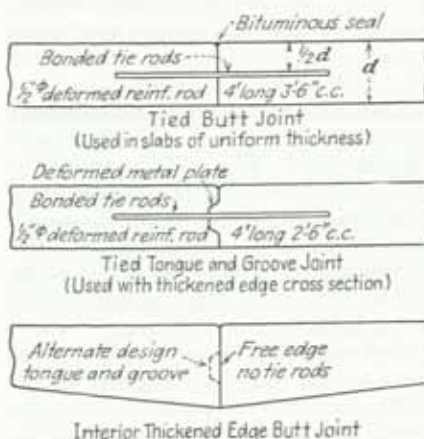 Bituminous seal
Bonded tie rods
½d
d
½"ᶲ deformed reinf. rod 4'long 3'-6"c.c.
Tied Butt Joint
(Used in slabs of uniform thickness)
Deformed metal plate
Bonded tie rods
½"ᶲ deformed reinf. rod 4'long 2'-6"c.c.
Tied Tongue and Groove Joint
(Used with thickened edge cross section)
Alternate design
tongue and groove
Free edge
no tie rods
Interior Thickened Edge Butt Joint